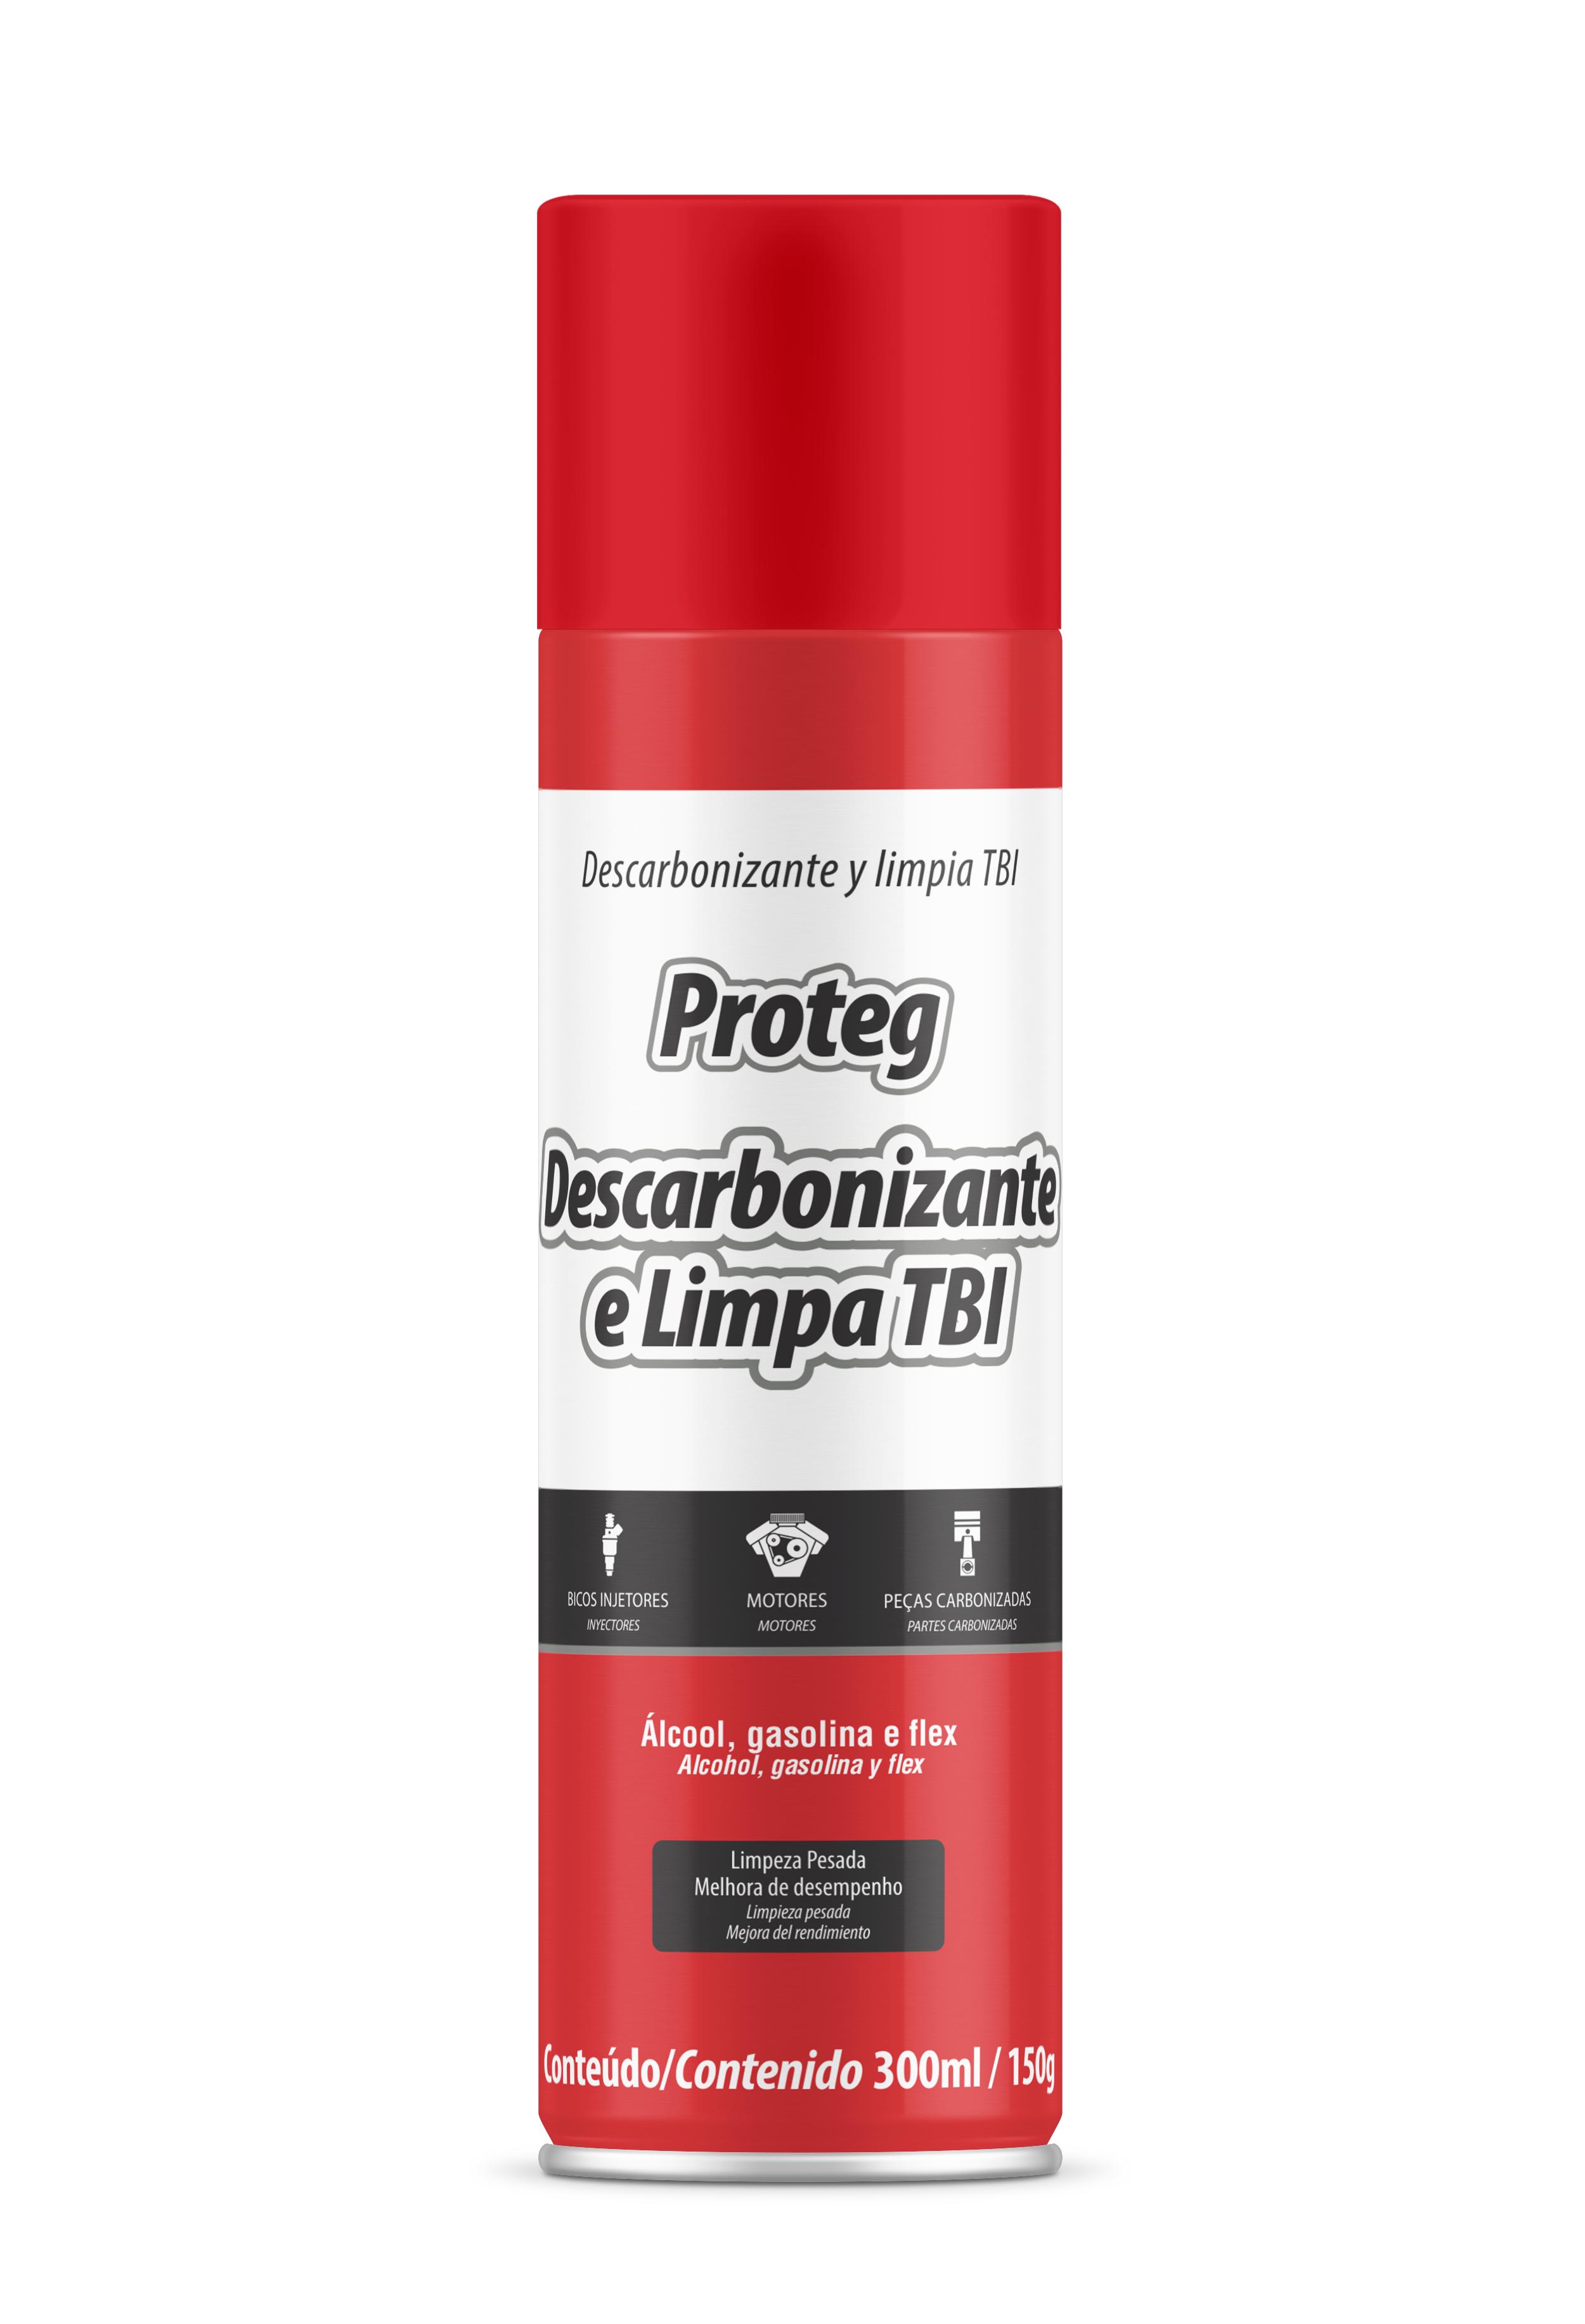 Descarbonizante y limpia TBI
Proteg
Descarbonizante
e Limpa TBI
BICOS INJETORES
INYECTORES
MOTORES
MOTORES
PEÇAS CARBONIZADAS
PARTES CARBONIZADAS
Álcool, gasolina e flex
Alcohol, gasolina y flex
Limpeza Pesada
Melhora de desempenho
Limpieza pesada
Mejora del rendimiento
Conteúdo/Contenido 300ml / 150g